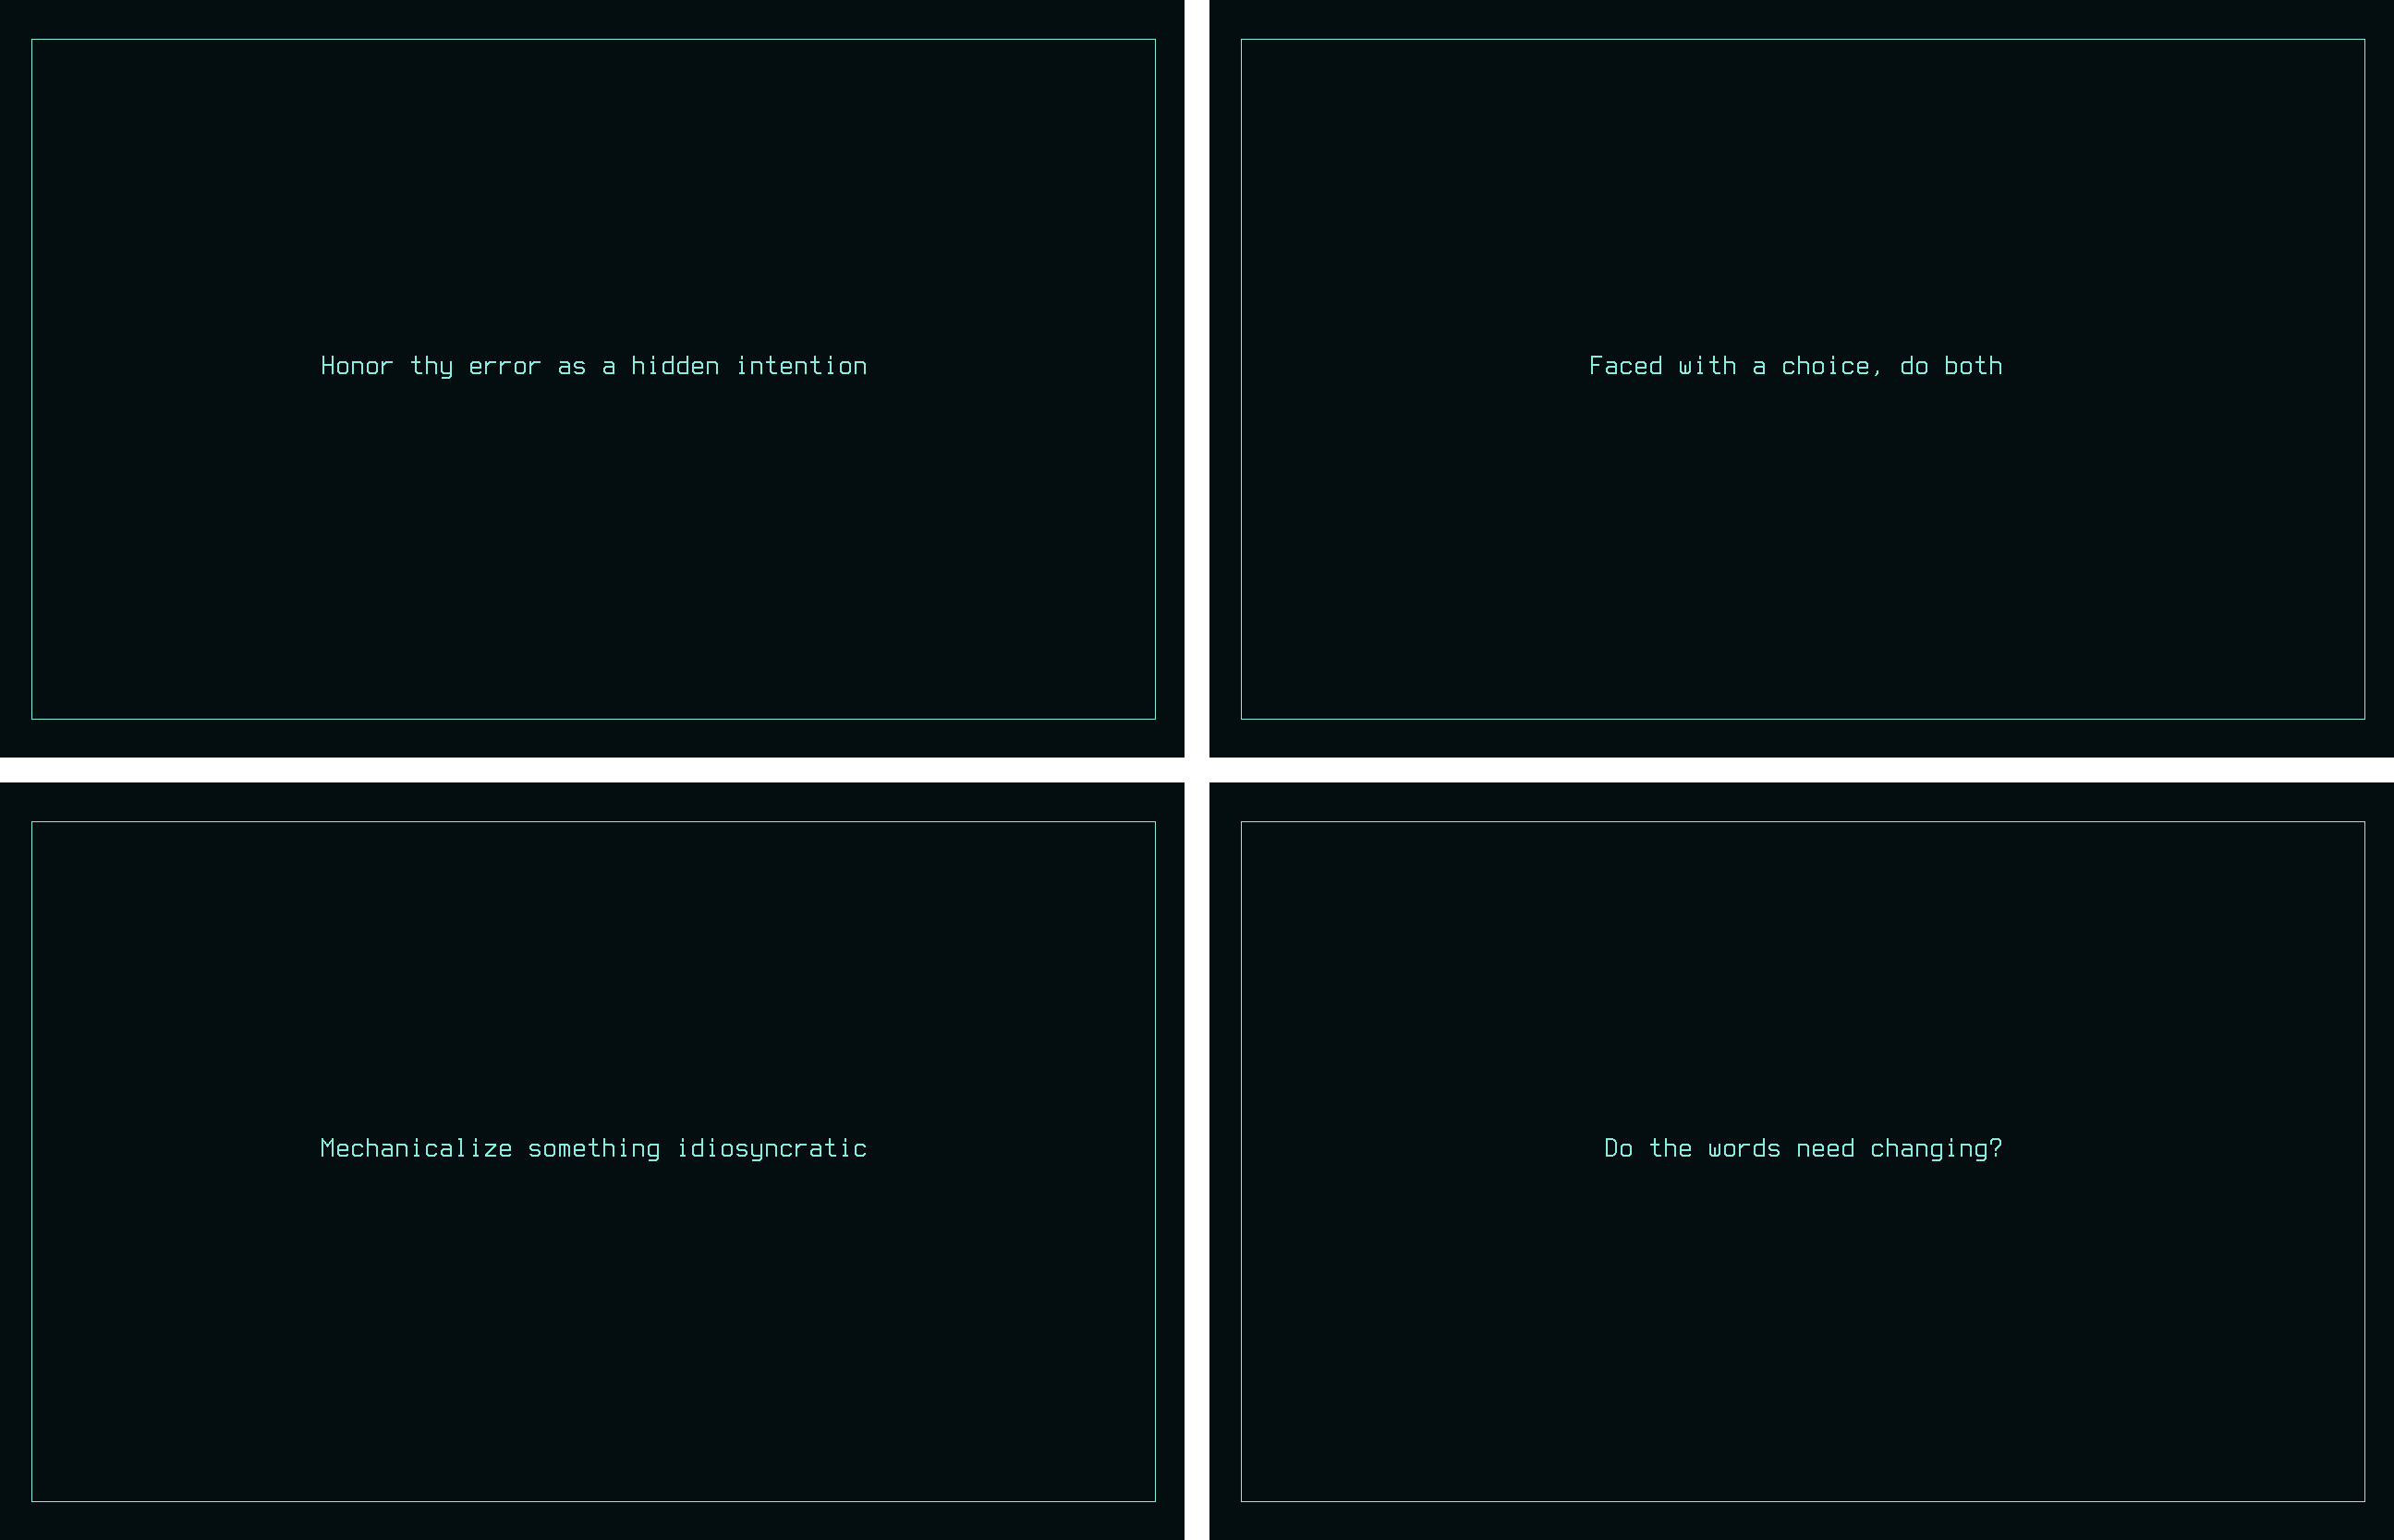 Honor thy error as a hidden intention
Faced with a choice, do both
Mechanicalize something idiosyncratic
Do the words need changing?